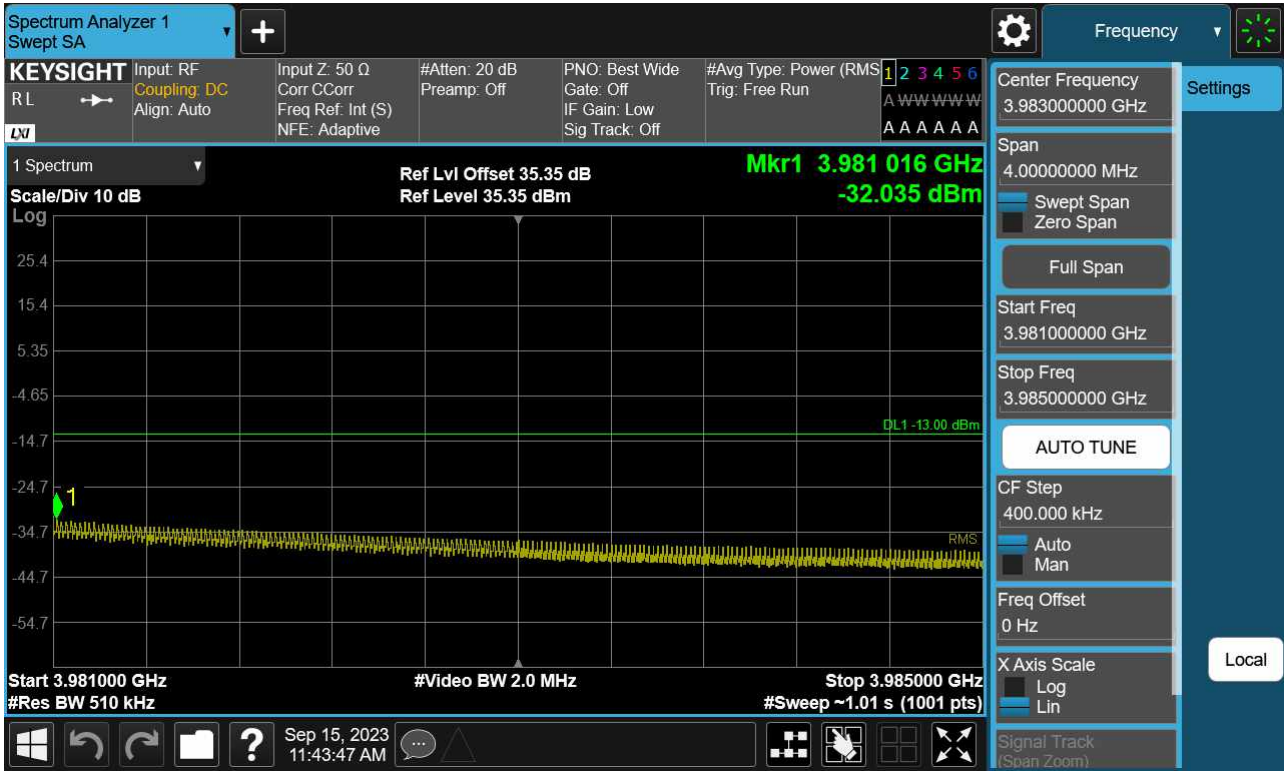 Spectrum Analyzer 1
Swept SA
+
Frequency
KEYSIGHT
R L
LXI
Input: RF
Coupling: DC
Align: Auto
Input Z: 50 Ω
Corr CCorr
Freq Ref: Int (S)
NFE: Adaptive
#Atten: 20 dB
Preamp: Off
PNO: Best Wide
Gate: Off
IF Gain: Low
Sig Track: Off
#Avg Type: Power (RMS
Trig: Free Run
1 2 3 4 5 6
A W W W W W
A A A A A A
1 Spectrum
Scale/Div 10 dB
Log
Ref Lvl Offset 35.35 dB
Ref Level 35.35 dBm
Mkr1 3.981 016 GHz
-32.035 dBm
25.4
15.4
5.35
-4.65
-14.7
-24.7
-34.7
-44.7
-54.7
DL1 -13.00 dBm
1
RMS
Start 3.981000 GHz
#Res BW 510 kHz
#Video BW 2.0 MHz
Stop 3.985000 GHz
#Sweep ~1.01 s (1001 pts)
Center Frequency
3.983000000 GHz
Span
4.00000000 MHz
Swept Span
Zero Span
Full Span
Start Freq
3.981000000 GHz
Stop Freq
3.985000000 GHz
AUTO TUNE
CF Step
400.000 kHz
Auto
Man
Freq Offset
0 Hz
X Axis Scale
Log
Lin
Signal Track
(Span Zoom)
Settings
Local
?
Sep 15, 2023
11:43:47 AM